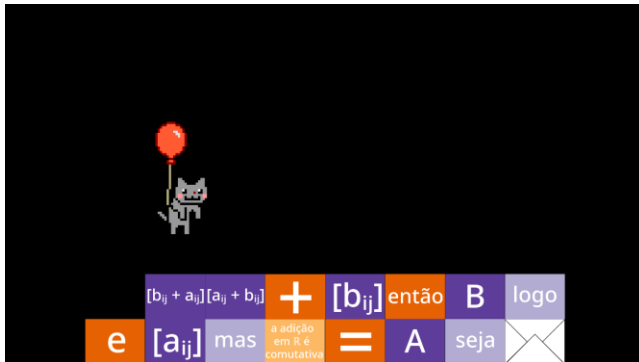 [bᵢⱼ + aᵢⱼ] [aᵢⱼ + bᵢⱼ] + [bᵢⱼ] então B logo
e [aᵢⱼ] mas a adição em ℝ é comutativa = A seja